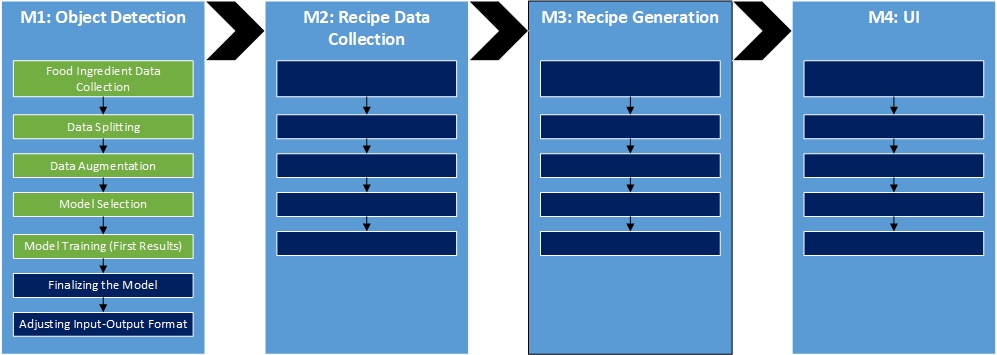 M1: Object Detection
Food Ingredient Data
Collection
Data Splitting
Data Augmentation
Model Selection
Model Training (First Results)
Finalizing the Model
Adjusting Input-Output Format
M2: Recipe Data
Collection
M3: Recipe Generation
M4: UI